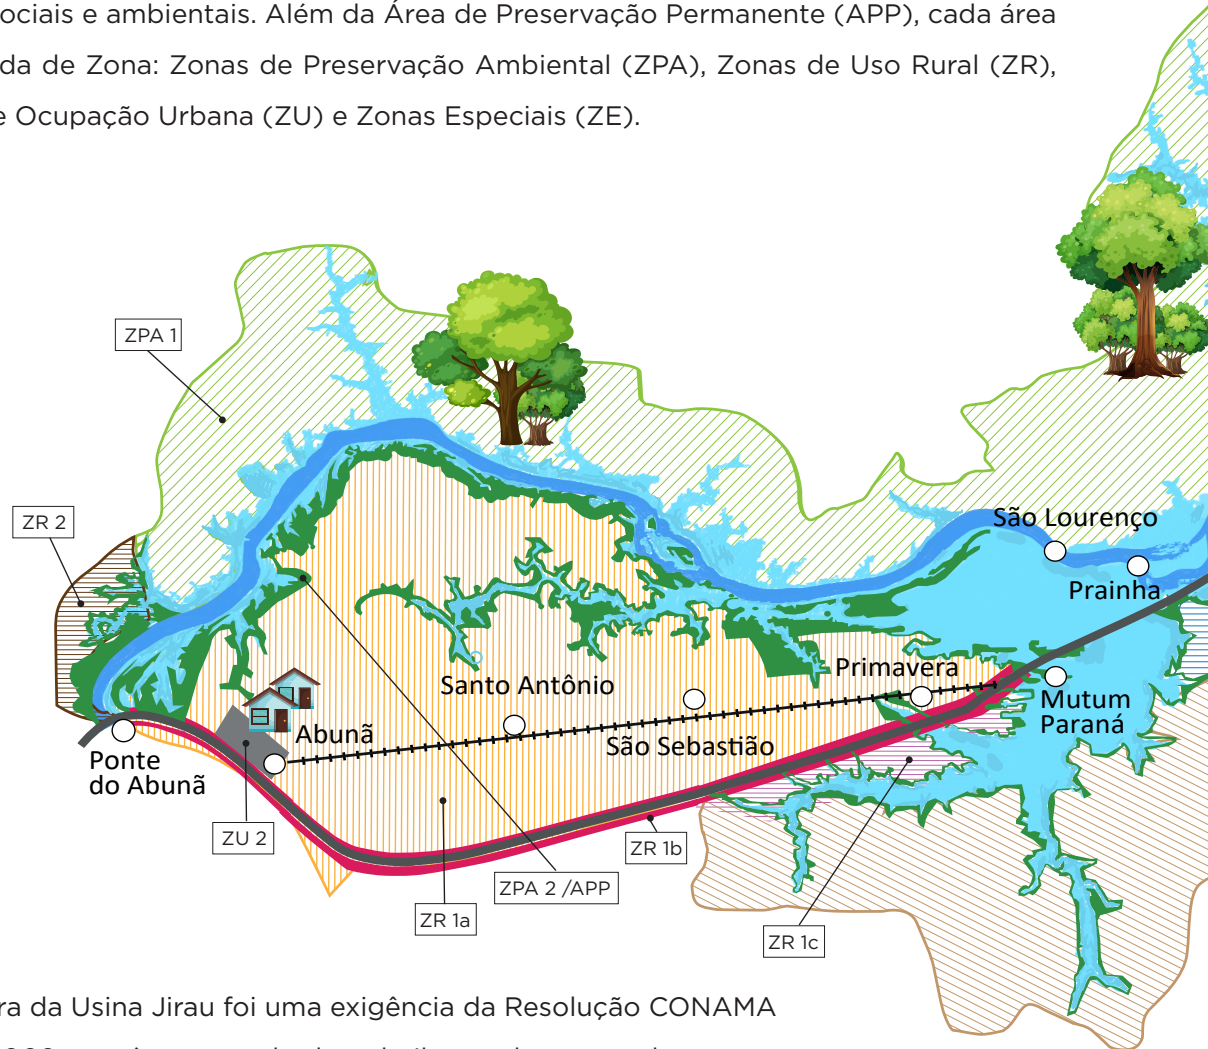 ociais e ambientais. Além da Área de Preservação Permanente (APP), cada área
da de Zona: Zonas de Preservação Ambiental (ZPA), Zonas de Uso Rural (ZR),
e Ocupação Urbana (ZU) e Zonas Especiais (ZE).
ZPA 1
ZR 2
São Lourenço
Prainha
Primavera
Santo Antônio
Mutum
Paraná
Abunã
São Sebastião
Ponte
do Abunã
ZU 2
ZR 1b
ZPA 2 /APP
ZR 1a
ZR 1c
ra da Usina Jirau foi uma exigência da Resolução CONAMA